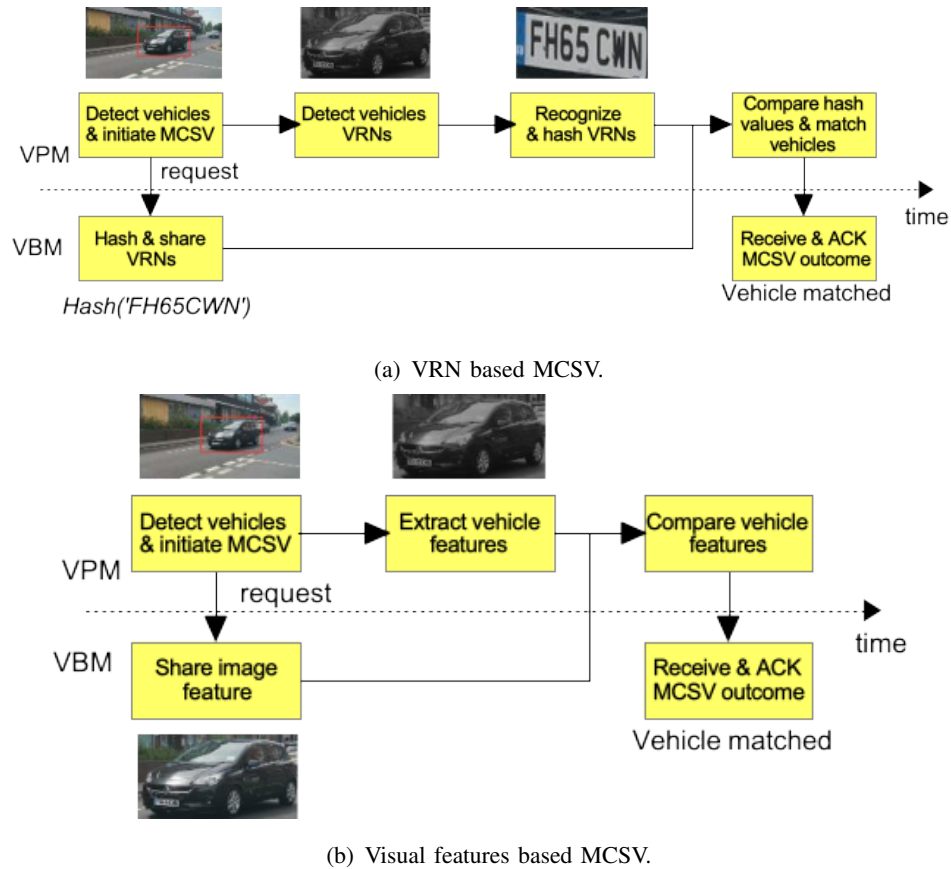 FH65 CWN
Detect vehicles
& initiate MCSV
Detect vehicles
VRNs
Recognize
& hash VRNs
Compare hash
values & match
vehicles
VPM
request
time
VBM
Hash & share
VRNs
Receive & ACK
MCSV outcome
Hash('FH65CWN')
Vehicle matched
(a) VRN based MCSV.
Detect vehicles
& initiate MCSV
Extract vehicle
features
Compare vehicle
features
VPM
request
time
VBM
Share image
feature
Receive & ACK
MCSV outcome
Vehicle matched
(b) Visual features based MCSV.